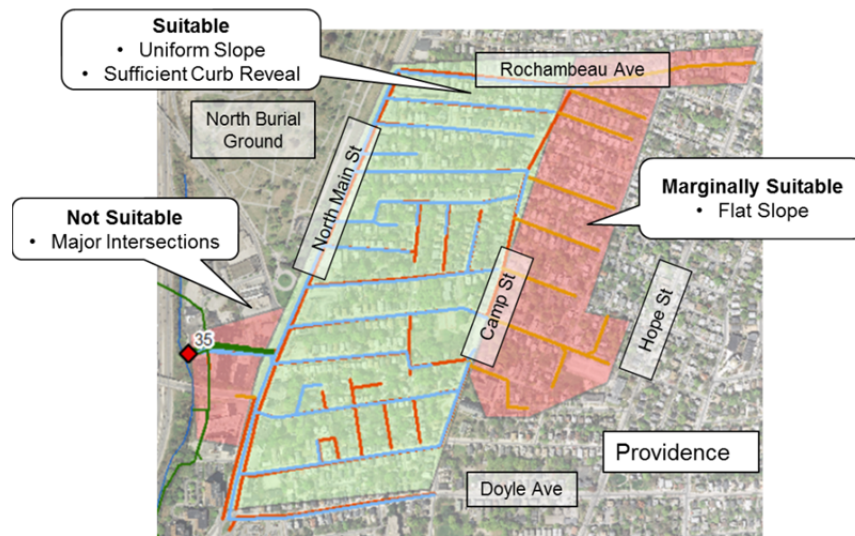 Suitable
• Uniform Slope
• Sufficient Curb Reveal
Rochambeau Ave
North Burial
Ground
North Main St
Marginally Suitable
• Flat Slope
Not Suitable
• Major Intersections
35
Camp St
Hope St
Providence
Doyle Ave